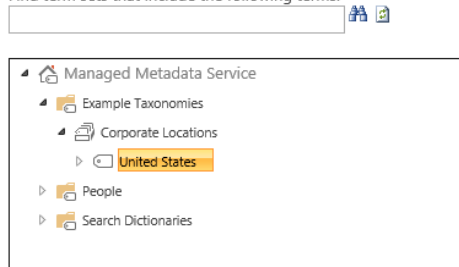 Find term sets that include the following terms.
Managed Metadata Service
Example Taxonomies
Corporate Locations
United States
People
Search Dictionaries